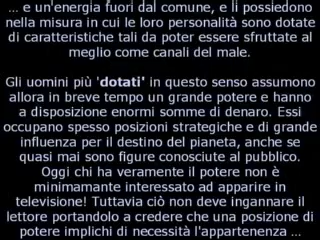 ... e un'energia fuori dal comune, e li possiedono
nella misura in cui le loro personalità sono dotate
di caratteristiche tali da poter essere sfruttate al
meglio come canali del male.
Gli uomini più 'dotati' in questo senso assumono
allora in breve tempo un grande potere e hanno
a disposizione enormi somme di denaro. Essi
occupano spesso posizioni strategiche e di grande
influenza per il destino del pianeta, anche se
quasi mai sono figure conosciute al pubblico.
Oggi chi ha veramente il potere non è
minimamante interessato ad apparire in
televisione! Tuttavia ciò non deve ingannare il
lettore portandolo a credere che una posizione di
potere implichi di necessità l'appartenenza ...